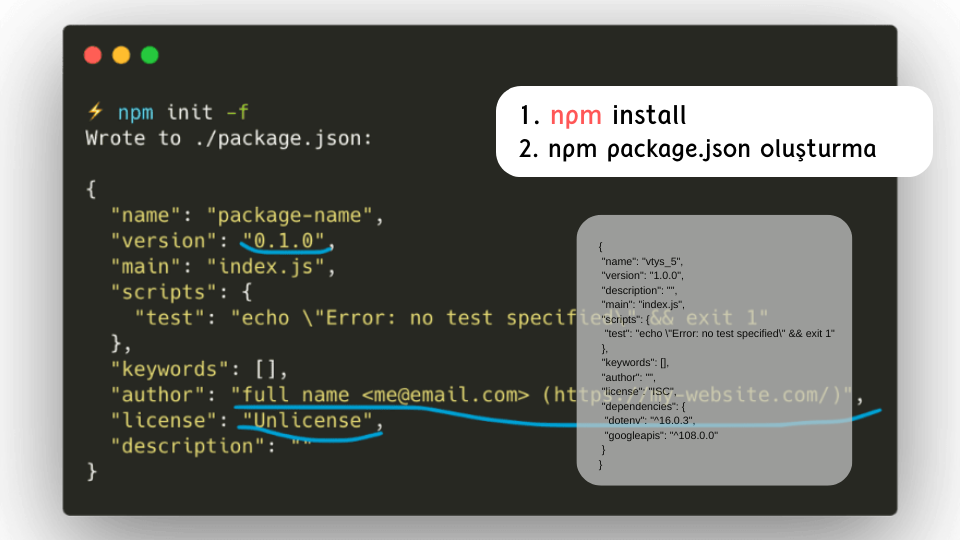 ⚡ npm init -f
Wrote to ./package.json:
{
"name": "package-name",
"version": "0.1.0",
"main": "index.js",
"scripts": {
"test": "echo \"Error: no test specified\" && exit 1"
},
"keywords": [],
"author": "full name <me@email.com> (https://my-website.com/)",
"license": "Unlicense",
"description": ""
}
1. npm install
2. npm package.json oluşturma
{
"name": "vtys_5",
"version": "1.0.0",
"description": "",
"main": "index.js",
"scripts": {
"test": "echo \"Error: no test specified\" && exit 1"
},
"keywords": [],
"author": "",
"license": "ISC",
"dependencies": {
"dotenv": "^16.0.3",
"googleapis": "^108.0.0"
}
}